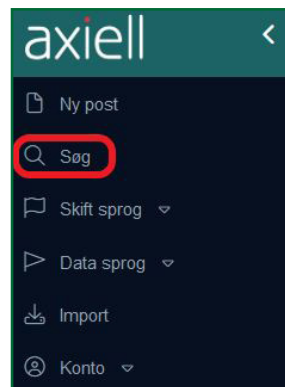 axiell
Ny post
Søg
Skift sprog
Data sprog
Import
Konto